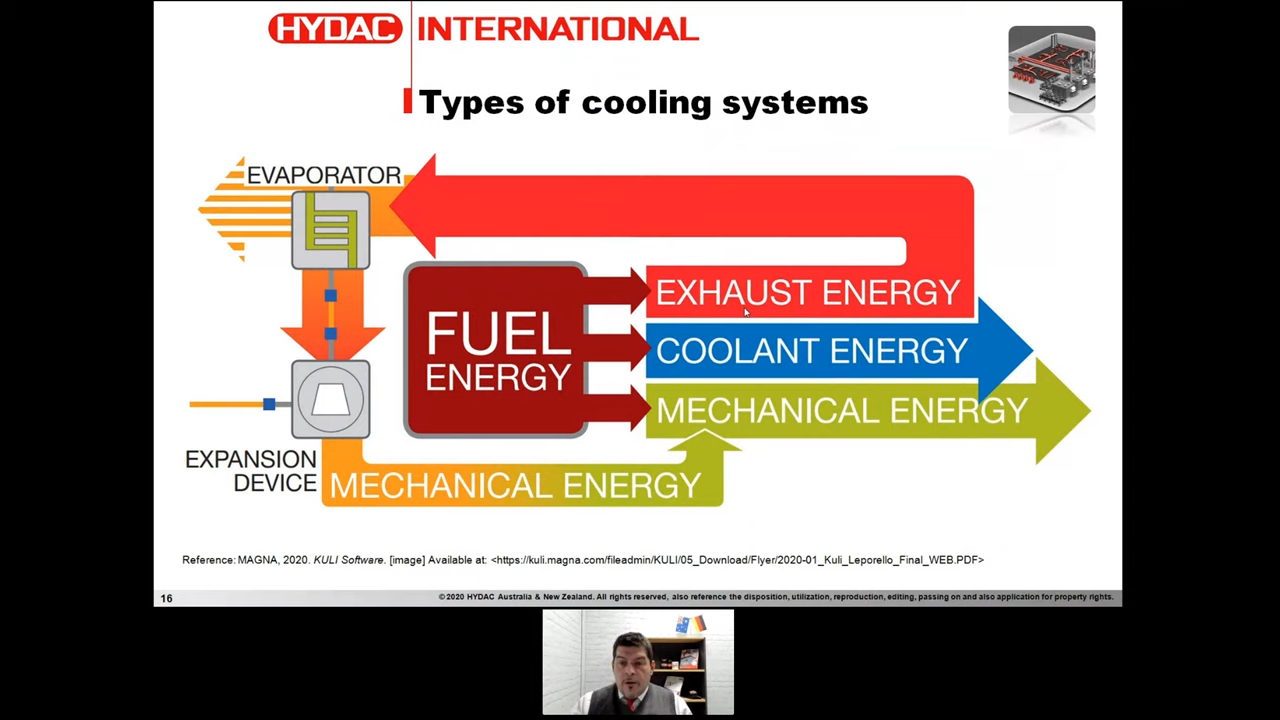 HYDAC INTERNATIONAL
Types of cooling systems
EVAPORATOR
FUEL
ENERGY
EXHAUST ENERGY
COOLANT ENERGY
MECHANICAL ENERGY
EXPANSION
DEVICE
MECHANICAL ENERGY
Reference: MAGNA, 2020. KULI Software. [image] Available at: <https://kuli.magna.com/fileadmin/KULI/05_Download/Flyer/2020-01_Kuli_Leporello_Final_WEB.PDF>
16
©2020 HYDAC Australia & New Zealand. All rights reserved, also reference the disposition, utilization, reproduction, editing, passing on and also application for property rights.